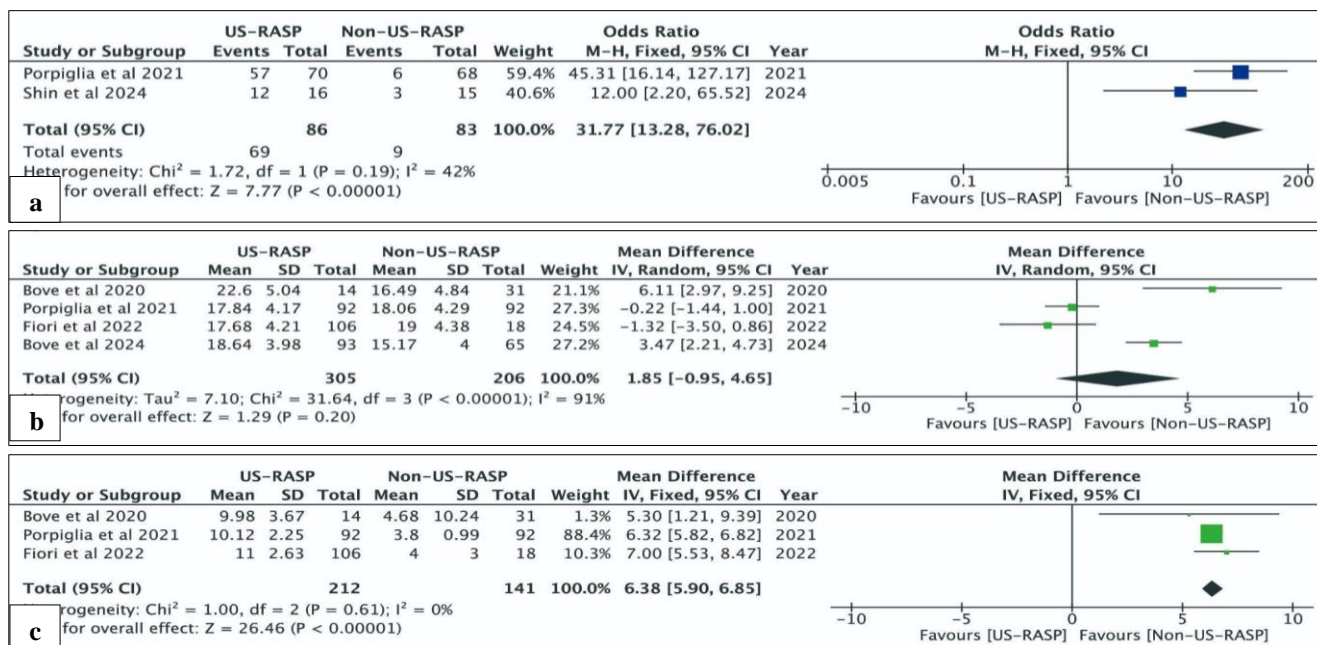 US-RASP Non-US-RASP Odds Ratio Odds Ratio
Study or Subgroup Events Total Events Total Weight M-H, Fixed, 95% CI Year M-H, Fixed, 95% CI
Porpiglia et al 2021 57 70 6 68 59.4% 45.31 [16.14, 127.17] 2021
Shin et al 2024 12 16 3 15 40.6% 12.00 [2.20, 65.52] 2024
Total (95% CI) 86 83 100.0% 31.77 [13.28, 76.02]
Total events 69 9
Heterogeneity: Chi² = 1.72, df = 1 (P = 0.19); I² = 42%
for overall effect: Z = 7.77 (P < 0.00001)
0.005 0.1 1 10 200
Favours [US-RASP] Favours [Non-US-RASP]
a
US-RASP Non-US-RASP Mean Difference Mean Difference
Study or Subgroup Mean SD Total Mean SD Total Weight IV, Random, 95% CI Year IV, Random, 95% CI
Bove et al 2020 22.6 5.04 14 16.49 4.84 31 21.1% 6.11 [2.97, 9.25] 2020
Porpiglia et al 2021 17.84 4.17 92 18.06 4.29 92 27.3% -0.22 [-1.44, 1.00] 2021
Fiori et al 2022 17.68 4.21 106 19 4.38 18 24.5% -1.32 [-3.50, 0.86] 2022
Bove et al 2024 18.64 3.98 93 15.17 4 65 27.2% 3.47 [2.21, 4.73] 2024
Total (95% CI) 305 206 100.0% 1.85 [-0.95, 4.65]
erogeneity: Tau² = 7.10; Chi² = 31.64, df = 3 (P < 0.00001); I² = 91%
for overall effect: Z = 1.29 (P = 0.20)
-10 -5 0 5 10
Favours [US-RASP] Favours [Non-US-RASP]
b
US-RASP Non-US-RASP Mean Difference Mean Difference
Study or Subgroup Mean SD Total Mean SD Total Weight IV, Fixed, 95% CI Year IV, Fixed, 95% CI
Bove et al 2020 9.98 3.67 14 4.68 10.24 31 1.3% 5.30 [1.21, 9.39] 2020
Porpiglia et al 2021 10.12 2.25 92 3.8 0.99 92 88.4% 6.32 [5.82, 6.82] 2021
Fiori et al 2022 11 2.63 106 4 3 18 10.3% 7.00 [5.53, 8.47] 2022
Total (95% CI) 212 141 100.0% 6.38 [5.90, 6.85]
erogeneity: Chi² = 1.00, df = 2 (P = 0.61); I² = 0%
for overall effect: Z = 26.46 (P < 0.00001)
-10 -5 0 5 10
Favours [US-RASP] Favours [Non-US-RASP]
c